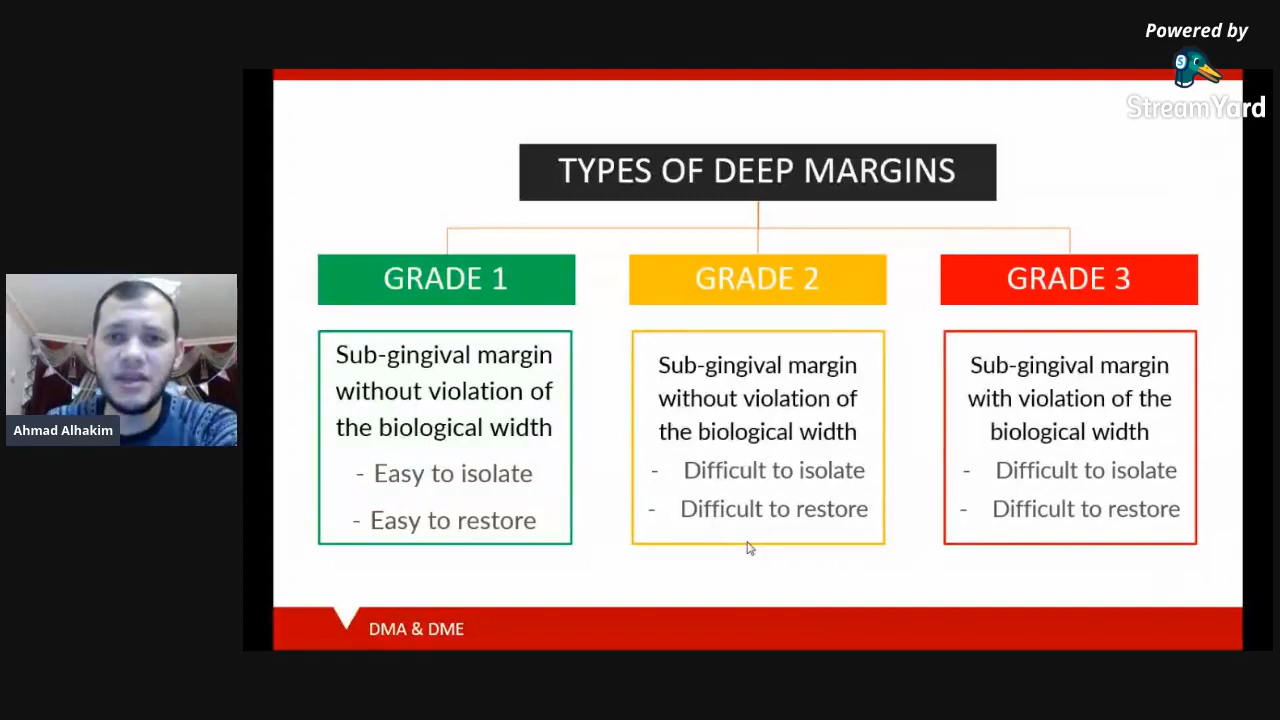 Powered by
StreamYard
TYPES OF DEEP MARGINS
GRADE 1
Sub-gingival margin
without violation of
the biological width
- Easy to isolate
- Easy to restore
GRADE 2
Sub-gingival margin
without violation of
the biological width
- Difficult to isolate
- Difficult to restore
GRADE 3
Sub-gingival margin
with violation of the
biological width
- Difficult to isolate
- Difficult to restore
Ahmad Alhakim
DMA & DME